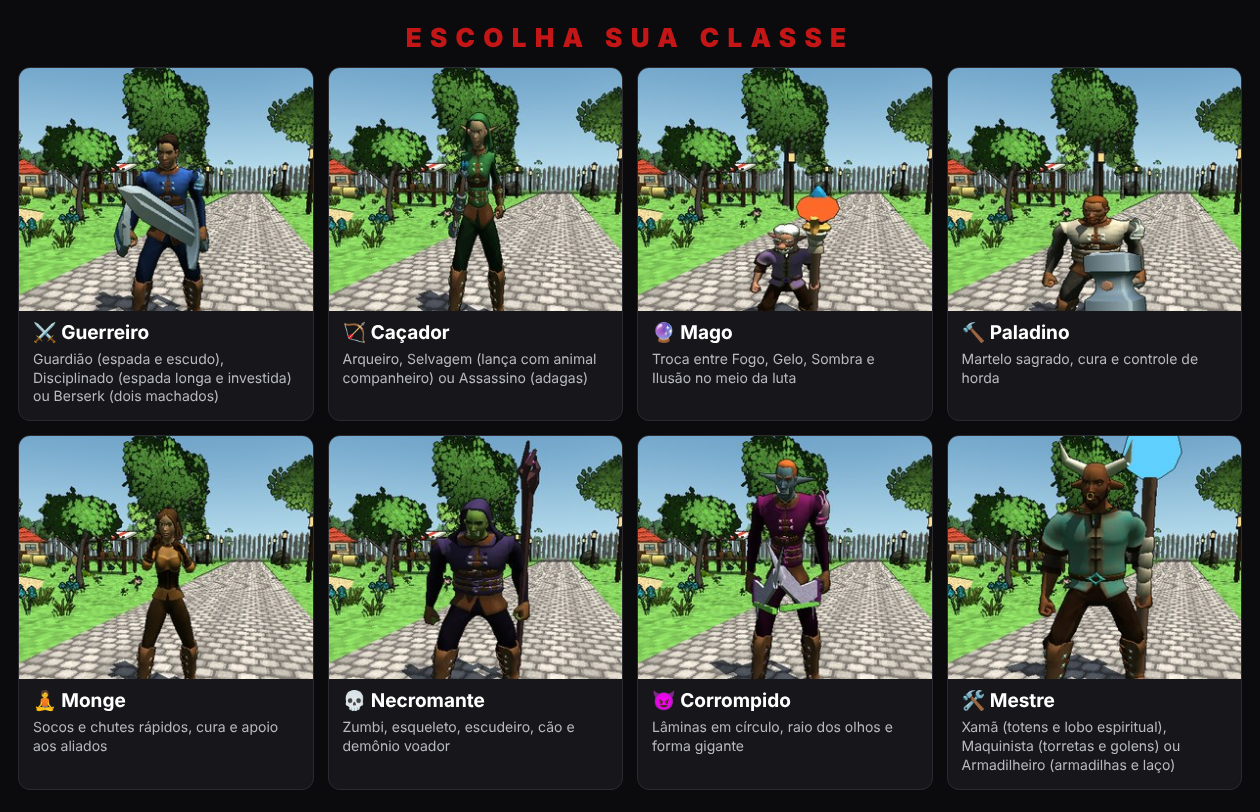 ESCOLHA SUA CLASSE
⚔️ Guerreiro
Guardião (espada e escudo),
Disciplinado (espada longa e investida)
ou Berserk (dois machados)
🏹 Caçador
Arqueiro, Selvagem (lança com animal
companheiro) ou Assassino (adagas)
🔮 Mago
Troca entre Fogo, Gelo, Sombra e
Ilusão no meio da luta
🔨 Paladino
Martelo sagrado, cura e controle de
horda
🧘 Monge
Socos e chutes rápidos, cura e apoio
aos aliados
💀 Necromante
Zumbi, esqueleto, escudeiro, cão e
demônio voador
😈 Corrompido
Lâminas em círculo, raio dos olhos e
forma gigante
🛠️ Mestre
Xamã (totens e lobo espiritual),
Maquinista (torretas e golens) ou
Armadilheiro (armadilhas e laço)